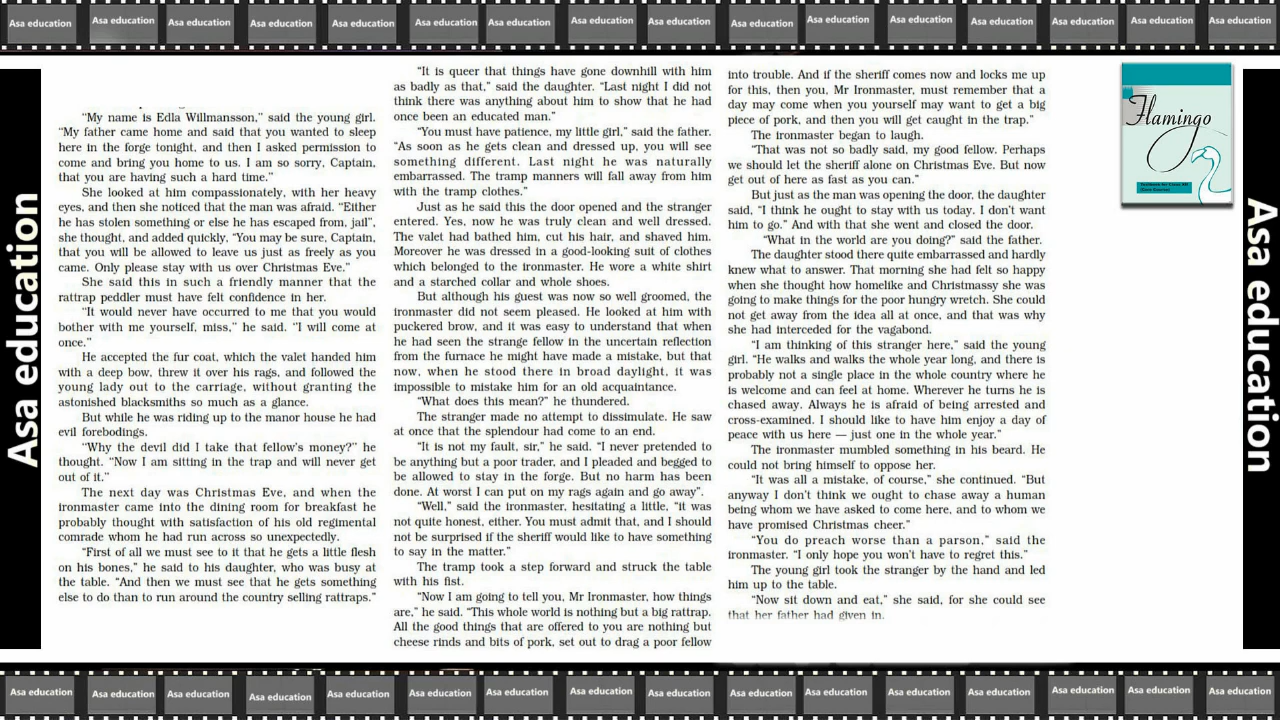 Asa education Asa education Asa education Asa education Asa education Asa education Asa education Asa education Asa education Asa education Asa education Asa education Asa education Asa education Asa education Asa education
Asa education
"My name is Edla Willmansson," said the young girl.
"My father came home and said that you wanted to sleep
here in the forge tonight, and then I asked permission to
come and bring you home to us. I am so sorry, Captain,
that you are having such a hard time."
She looked at him compassionately, with her heavy
eyes, and then she noticed that the man was afraid. "Either
he has stolen something or else he has escaped from, jail",
she thought, and added quickly, "You may be sure, Captain,
that you will be allowed to leave us just as freely as you
came. Only please stay with us over Christmas Eve."
She said this in such a friendly manner that the
rattrap peddler must have felt confidence in her.
"It would never have occurred to me that you would
bother with me yourself, miss," he said. "I will come at
once."
He accepted the fur coat, which the valet handed him
with a deep bow, threw it over his rags, and followed the
young lady out to the carriage, without granting the
astonished blacksmiths so much as a glance.
But while he was riding up to the manor house he had
evil forebodings.
"Why the devil did I take that fellow's money?" he
thought. "Now I am sitting in the trap and will never get
out of it."
The next day was Christmas Eve, and when the
ironmaster came into the dining room for breakfast he
probably thought with satisfaction of his old regimental
comrade whom he had run across so unexpectedly.
"First of all we must see to it that he gets a little flesh
on his bones," he said to his daughter, who was busy at
the table. "And then we must see that he gets something
else to do than to run around the country selling rattraps."
"It is queer that things have gone downhill with him
as badly as that," said the daughter. "Last night I did not
think there was anything about him to show that he had
once been an educated man."
"You must have patience, my little girl," said the father.
"As soon as he gets clean and dressed up, you will see
something different. Last night he was naturally
embarrassed. The tramp manners will fall away from him
with the tramp clothes."
Just as he said this the door opened and the stranger
entered. Yes, now he was truly clean and well dressed.
The valet had bathed him, cut his hair, and shaved him.
Moreover he was dressed in a good-looking suit of clothes
which belonged to the ironmaster. He wore a white shirt
and a starched collar and whole shoes.
But although his guest was now so well groomed, the
ironmaster did not seem pleased. He looked at him with
puckered brow, and it was easy to understand that when
he had seen the strange fellow in the uncertain reflection
from the furnace he might have made a mistake, but that
now, when he stood there in broad daylight, it was
impossible to mistake him for an old acquaintance.
"What does this mean?" he thundered.
The stranger made no attempt to dissimulate. He saw
at once that the splendour had come to an end.
"It is not my fault, sir," he said. "I never pretended to
be anything but a poor trader, and I pleaded and begged to
be allowed to stay in the forge. But no harm has been
done. At worst I can put on my rags again and go away".
"Well," said the ironmaster, hesitating a little, "it was
not quite honest, either. You must admit that, and I should
not be surprised if the sheriff would like to have something
to say in the matter."
The tramp took a step forward and struck the table
with his fist.
"Now I am going to tell you, Mr Ironmaster, how things
are," he said. "This whole world is nothing but a big rattrap.
All the good things that are offered to you are nothing but
cheese rinds and bits of pork, set out to drag a poor fellow
into trouble. And if the sheriff comes now and locks me up
for this, then you, Mr Ironmaster, must remember that a
day may come when you yourself may want to get a big
piece of pork, and then you will get caught in the trap."
The ironmaster began to laugh.
"That was not so badly said, my good fellow. Perhaps
we should let the sheriff alone on Christmas Eve. But now
get out of here as fast as you can."
But just as the man was opening the door, the daughter
said, "I think he ought to stay with us today. I don't want
him to go." And with that she went and closed the door.
"What in the world are you doing?" said the father.
The daughter stood there quite embarrassed and hardly
knew what to answer. That morning she had felt so happy
when she thought how homelike and Christmassy she was
going to make things for the poor hungry wretch. She could
not get away from the idea all at once, and that was why
she had interceded for the vagabond.
"I am thinking of this stranger here," said the young
girl. "He walks and walks the whole year long, and there is
probably not a single place in the whole country where he
is welcome and can feel at home. Wherever he turns he is
chased away. Always he is afraid of being arrested and
cross-examined. I should like to have him enjoy a day of
peace with us here — just one in the whole year."
The ironmaster mumbled something in his beard. He
could not bring himself to oppose her.
"It was all a mistake, of course," she continued. "But
anyway I don't think we ought to chase away a human
being whom we have asked to come here, and to whom we
have promised Christmas cheer."
"You do preach worse than a parson," said the
ironmaster. "I only hope you won't have to regret this."
The young girl took the stranger by the hand and led
him up to the table.
"Now sit down and eat," she said, for she could see
that her father had given in.
Flamingo
Textbook for Class XII
(Core Course)
Asa education
Asa education Asa education Asa education Asa education Asa education Asa education Asa education Asa education Asa education Asa education Asa education Asa education Asa education Asa education Asa education Asa education